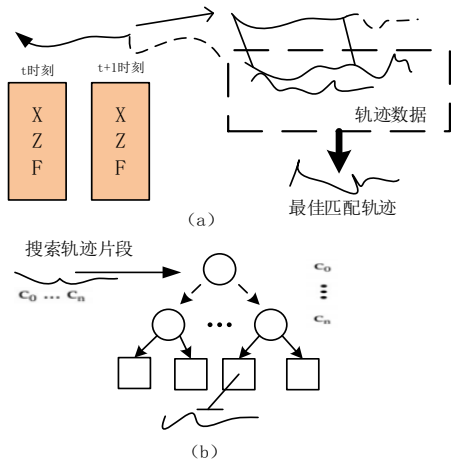 t时刻 t+1时刻
X X
Z Z
F F
轨迹数据
最佳匹配轨迹
(a)
搜索轨迹片段
c₀ … cₙ
c₀
⋮
cₙ
…
(b)